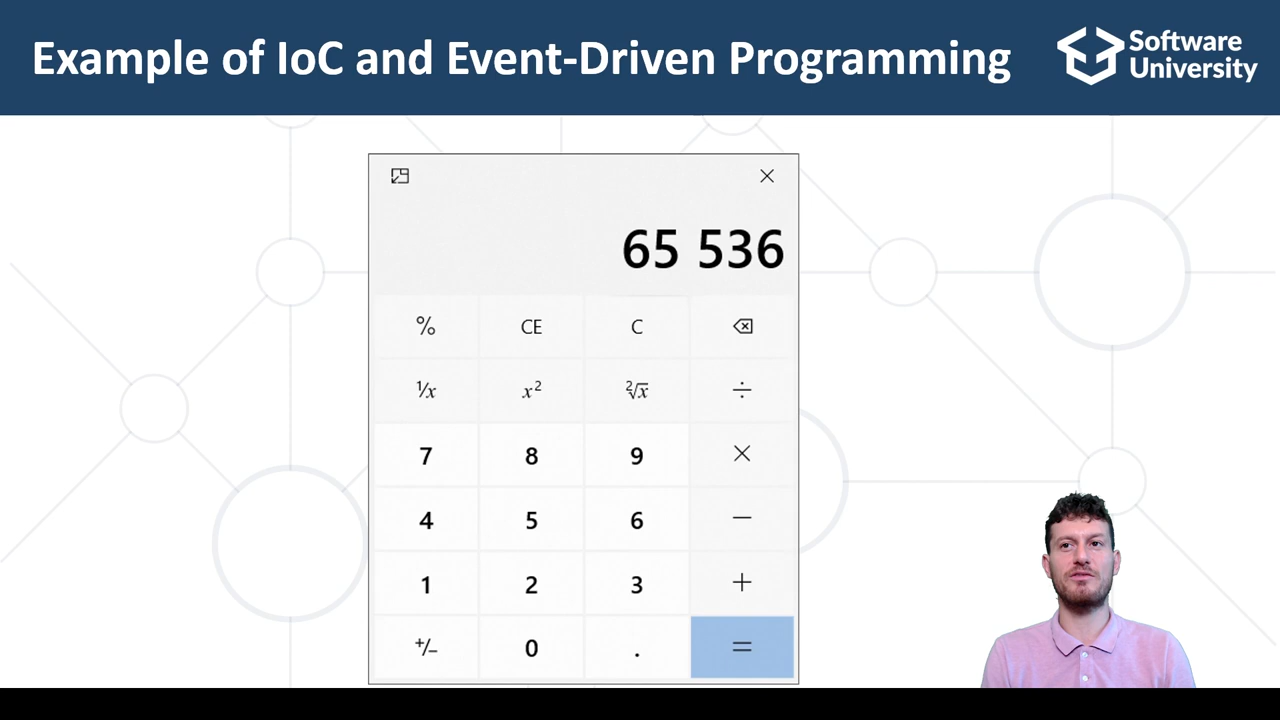 Example of IoC and Event-Driven Programming
Software
University
65 536
% CE C
¹/x x² ²√x ÷
7 8 9 ×
4 5 6 −
1 2 3 +
+/− 0 . =